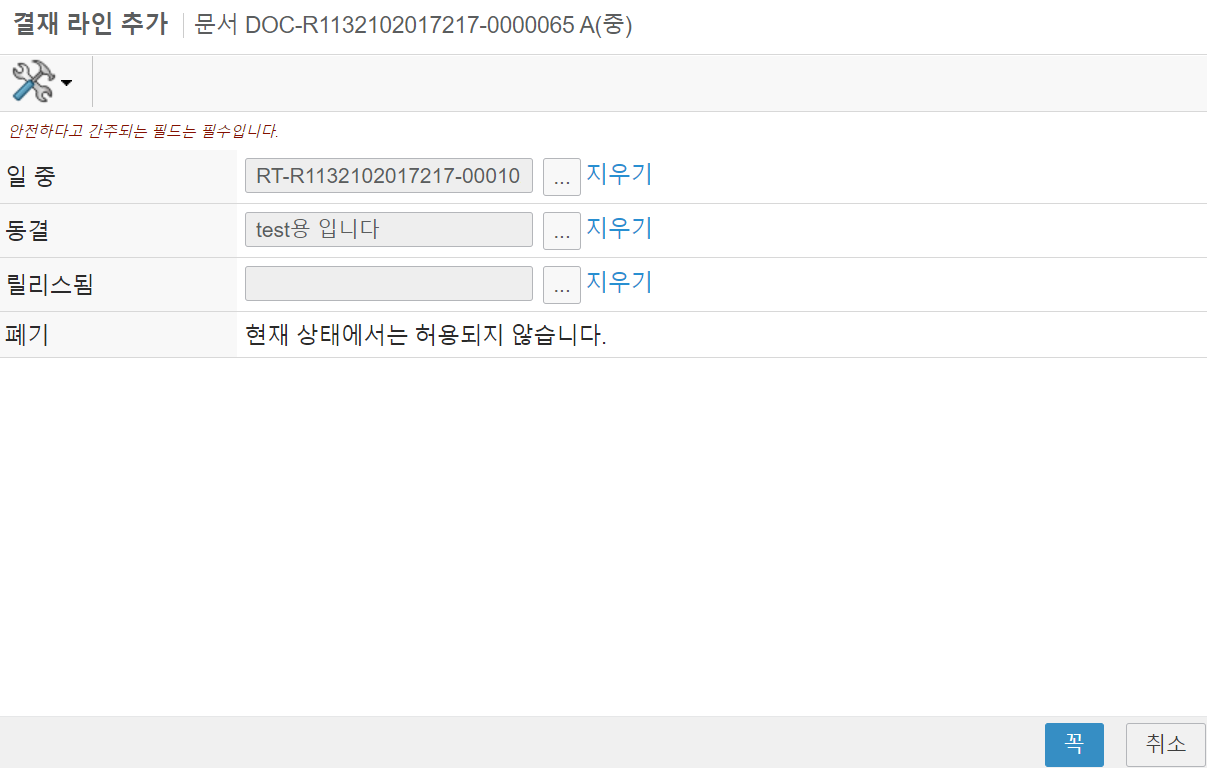 결재 라인 추가 문서 DOC-R1132102017217-0000065 A(중)
안전하다고 간주되는 필드는 필수입니다.
일 중 RT-R1132102017217-00010 ... 지우기
동결 test용 입니다 ... 지우기
릴리스됨 ... 지우기
폐기 현재 상태에서는 허용되지 않습니다.
꼭 취소